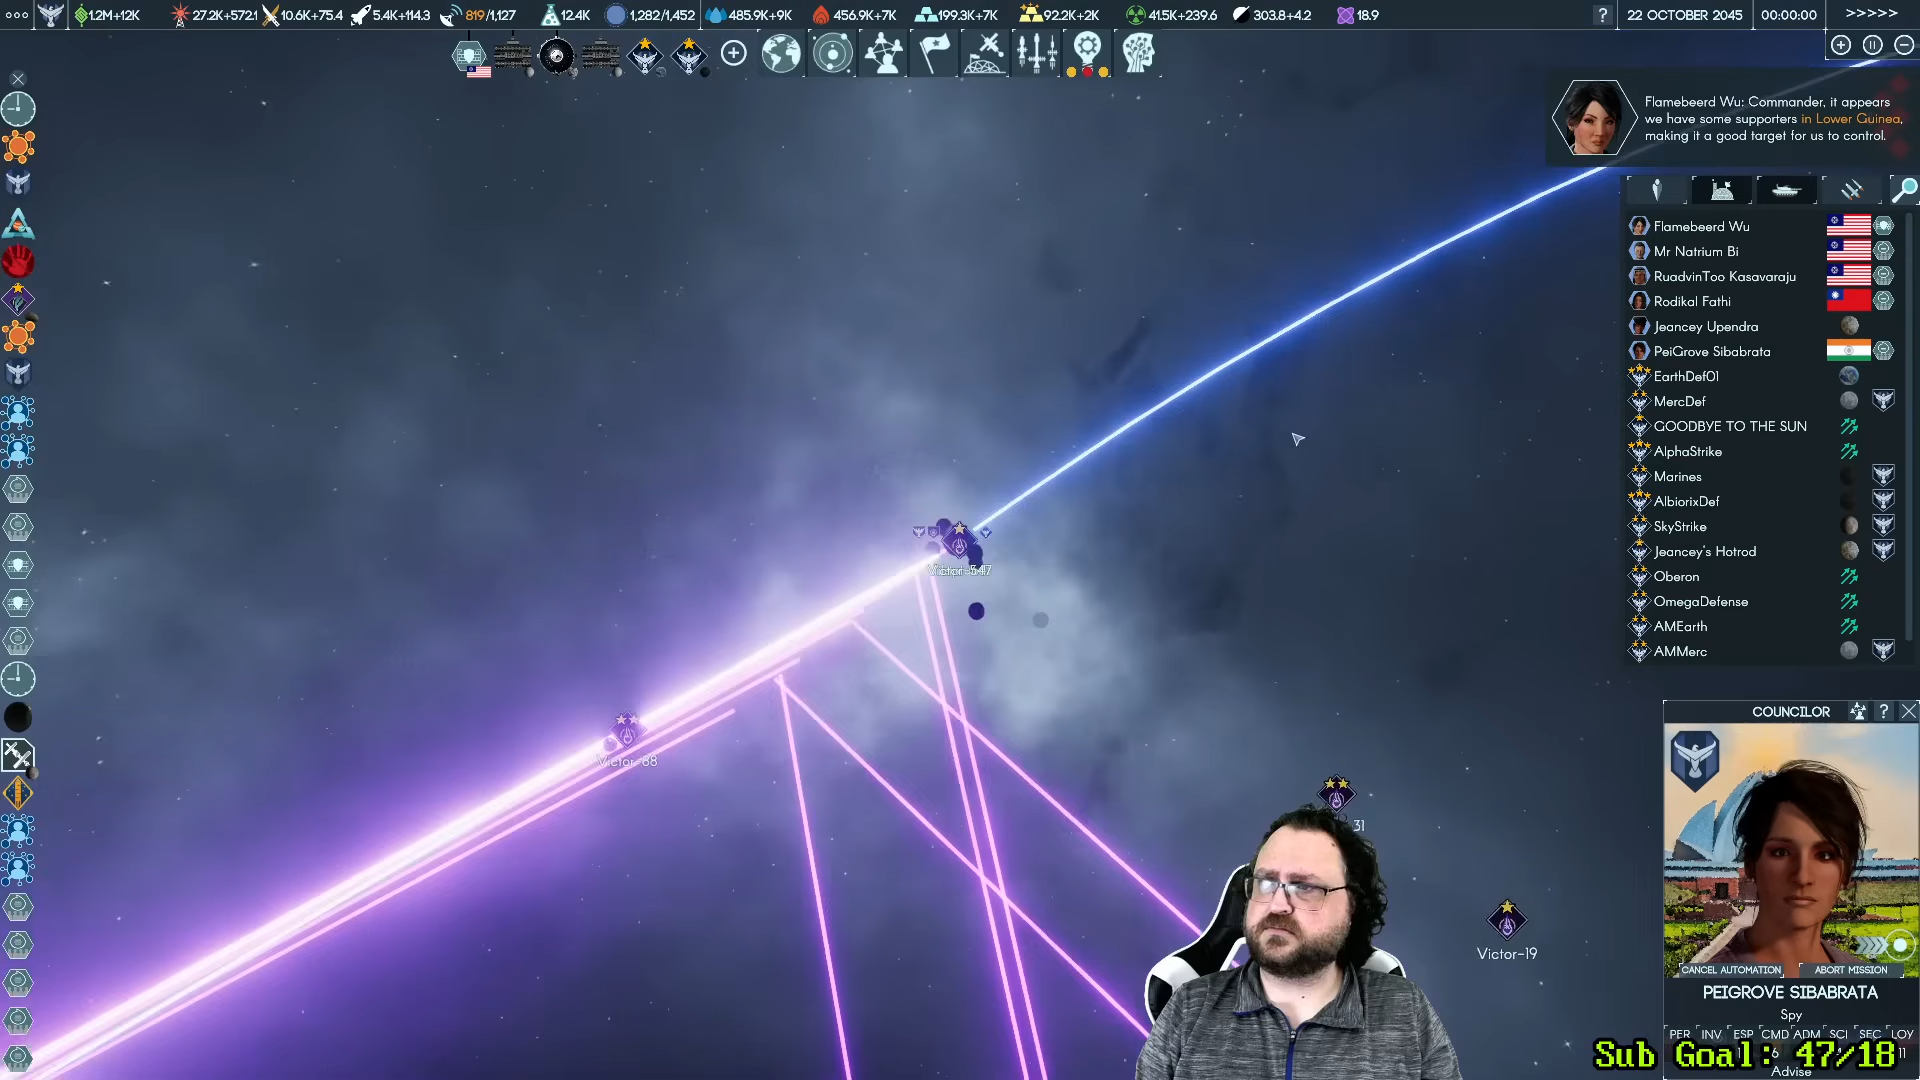 1.2M+12K
27.2K+572.1
10.6K+75.4
5.4K+114.3
819/1,127
12.4K
1,282/1,452
485.9K+9K
456.9K+7K
199.3K+7K
92.2K+2K
41.5K+239.6
303.8+4.2
18.9
?
22 OCTOBER 2045
00:00:00
>>>>>
Flamebeerd Wu: Commander, it appears
we have some supporters in Lower Guinea,
making it a good target for us to control.
Flamebeerd Wu
Mr Natrium Bi
RuadvinToo Kasavaraju
Rodikal Fathi
Jeancey Upendra
PeiGrove Sibabrata
EarthDef01
MercDef
GOODBYE TO THE SUN
AlphaStrike
Marines
AlbiorixDef
SkyStrike
Jeancey's Hotrod
Oberon
OmegaDefense
AMEarth
AMMerc
Victor-88
31
Victor-19
COUNCILOR
?
CANCEL AUTOMATION
ABORT MISSION
PEIGROVE SIBABRATA
Spy
PER INV ESP CMD ADM SCI SEC LOY
6
11
Sub Goal: 47/18
Advise